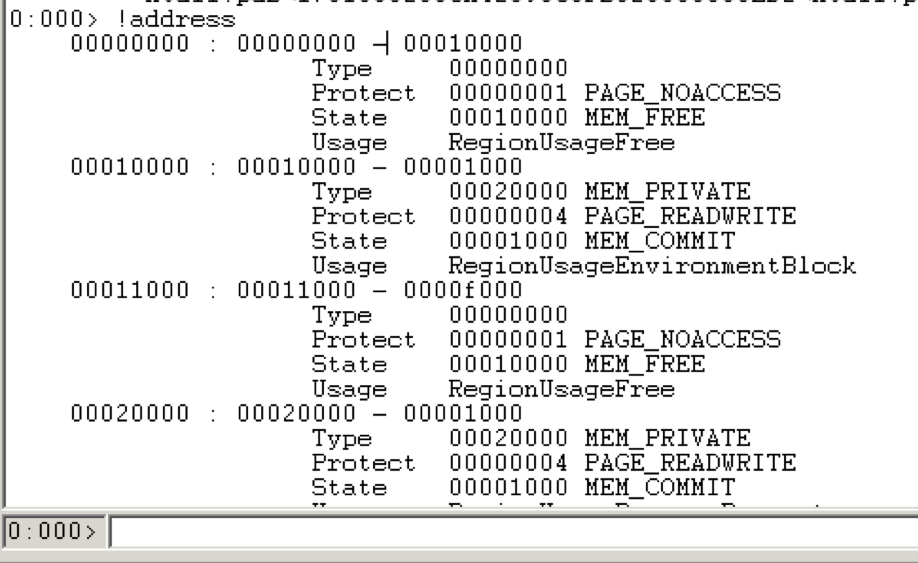 0:000> !address
00000000 : 00000000 - 00010000
Type 00000000
Protect 00000001 PAGE_NOACCESS
State 00010000 MEM_FREE
Usage RegionUsageFree
00010000 : 00010000 - 00001000
Type 00020000 MEM_PRIVATE
Protect 00000004 PAGE_READWRITE
State 00001000 MEM_COMMIT
Usage RegionUsageEnvironmentBlock
00011000 : 00011000 - 0000f000
Type 00000000
Protect 00000001 PAGE_NOACCESS
State 00010000 MEM_FREE
Usage RegionUsageFree
00020000 : 00020000 - 00001000
Type 00020000 MEM_PRIVATE
Protect 00000004 PAGE_READWRITE
State 00001000 MEM_COMMIT
0:000>